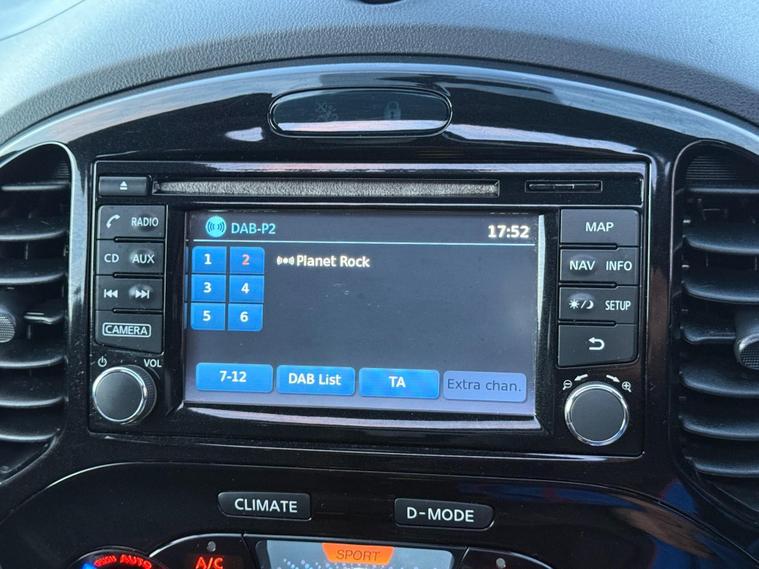 RADIO
CD AUX
CAMERA
VOL
DAB-P2 17:52
1 2 Planet Rock
3 4
5 6
7-12 DAB List TA Extra chan.
MAP
NAV INFO
SETUP
CLIMATE
D-MODE
AUTO
A/C
SPORT